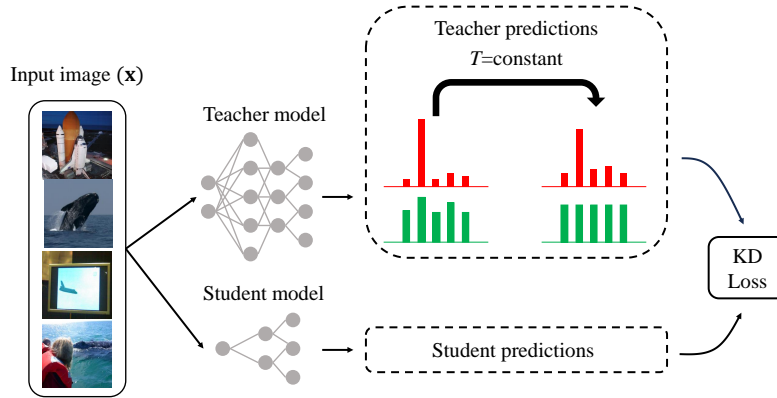 Teacher predictions
T=constant
Input image (x)
Teacher model
KD
Loss
Student model
Student predictions